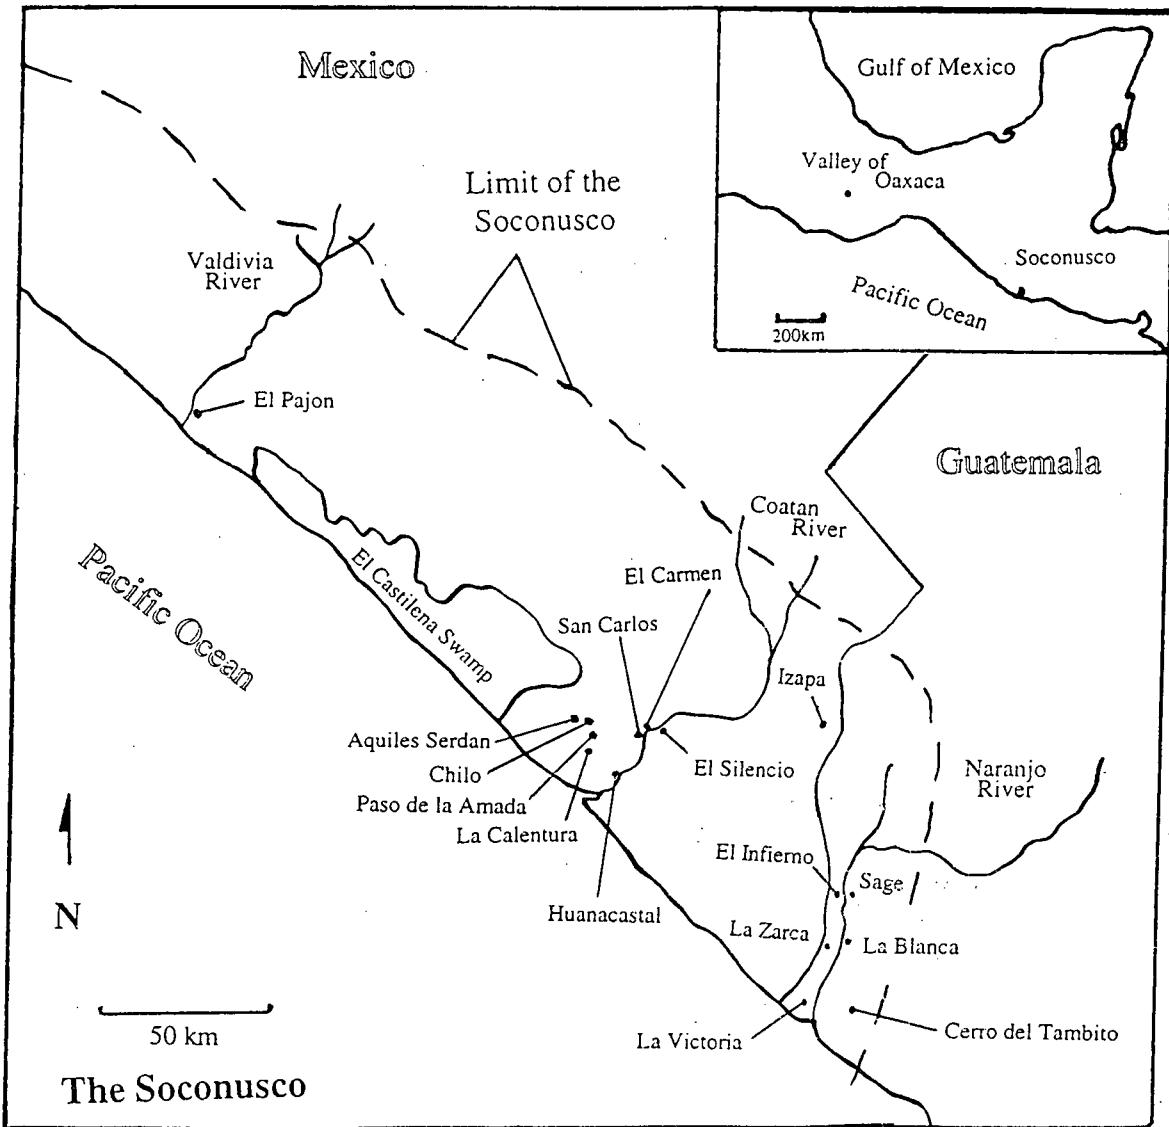 Mexico
Gulf of Mexico
Valley of
Oaxaca
Soconusco
Pacific Ocean
200km
Limit of the
Soconusco
Valdivia
River
El Pajon
Guatemala
Coatan
River
El Castilena Swamp
Pacific Ocean
El Carmen
San Carlos
Izapa
Aquiles Serdan
Chilo
Paso de la Amada
La Calentura
El Silencio
Naranjo
River
El Infierno
Sage
Huanacastal
La Zarca
La Blanca
N
50 km
La Victoria
Cerro del Tambito
The Soconusco